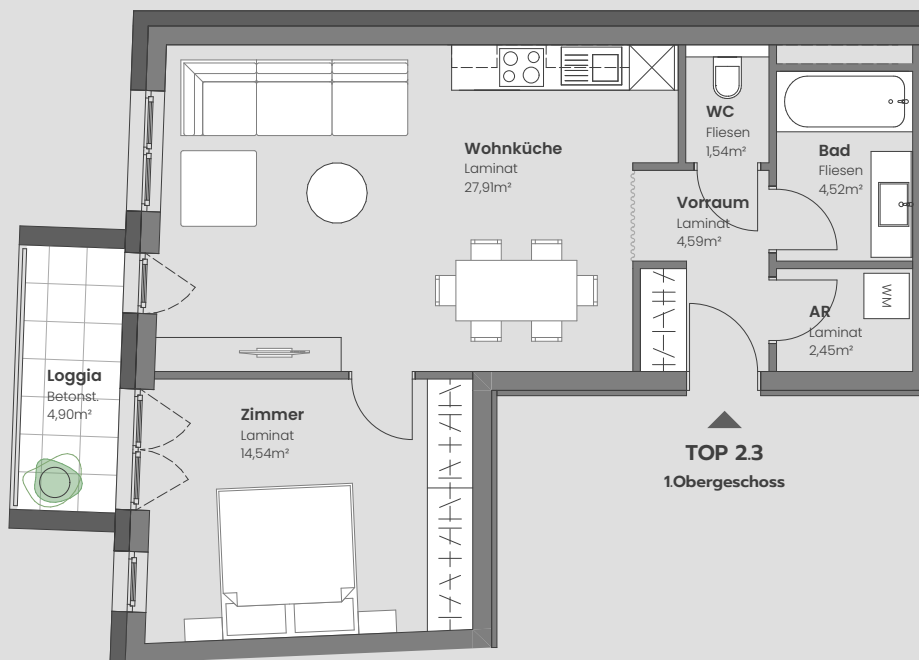 WC
Fliesen
1,54m²
Wohnküche
Laminat
27,91m²
Bad
Fliesen
4,52m²
Vorraum
Laminat
4,59m²
WM
AR
Laminat
2,45m²
Loggia
Betonst.
4,90m²
Zimmer
Laminat
14,54m²
TOP 2.3
1.Obergeschoss